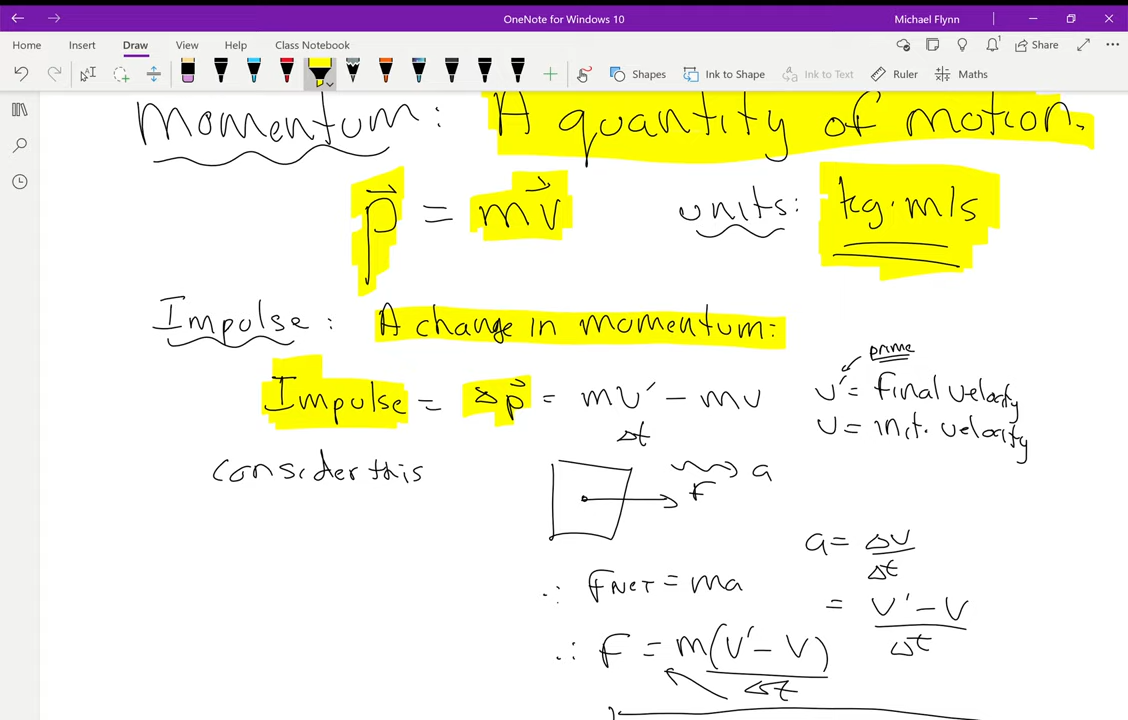 OneNote for Windows 10
Michael Flynn
Home Insert Draw View Help Class Notebook
Share
Shapes Ink to Shape Ink to Text Ruler Maths
Momentum: A quantity of motion.
p⃗ = mv⃗ units: kg·m/s
Impulse: A change in momentum:
Impulse = Δp⃗ = mv′ − mv
prime
v′ = final velocity
v = init. velocity
Δt
consider this
F a
a = Δv/Δt
∴ FNET = ma
= v′ − v/Δt
∴ F = m(v′ − v)/Δt